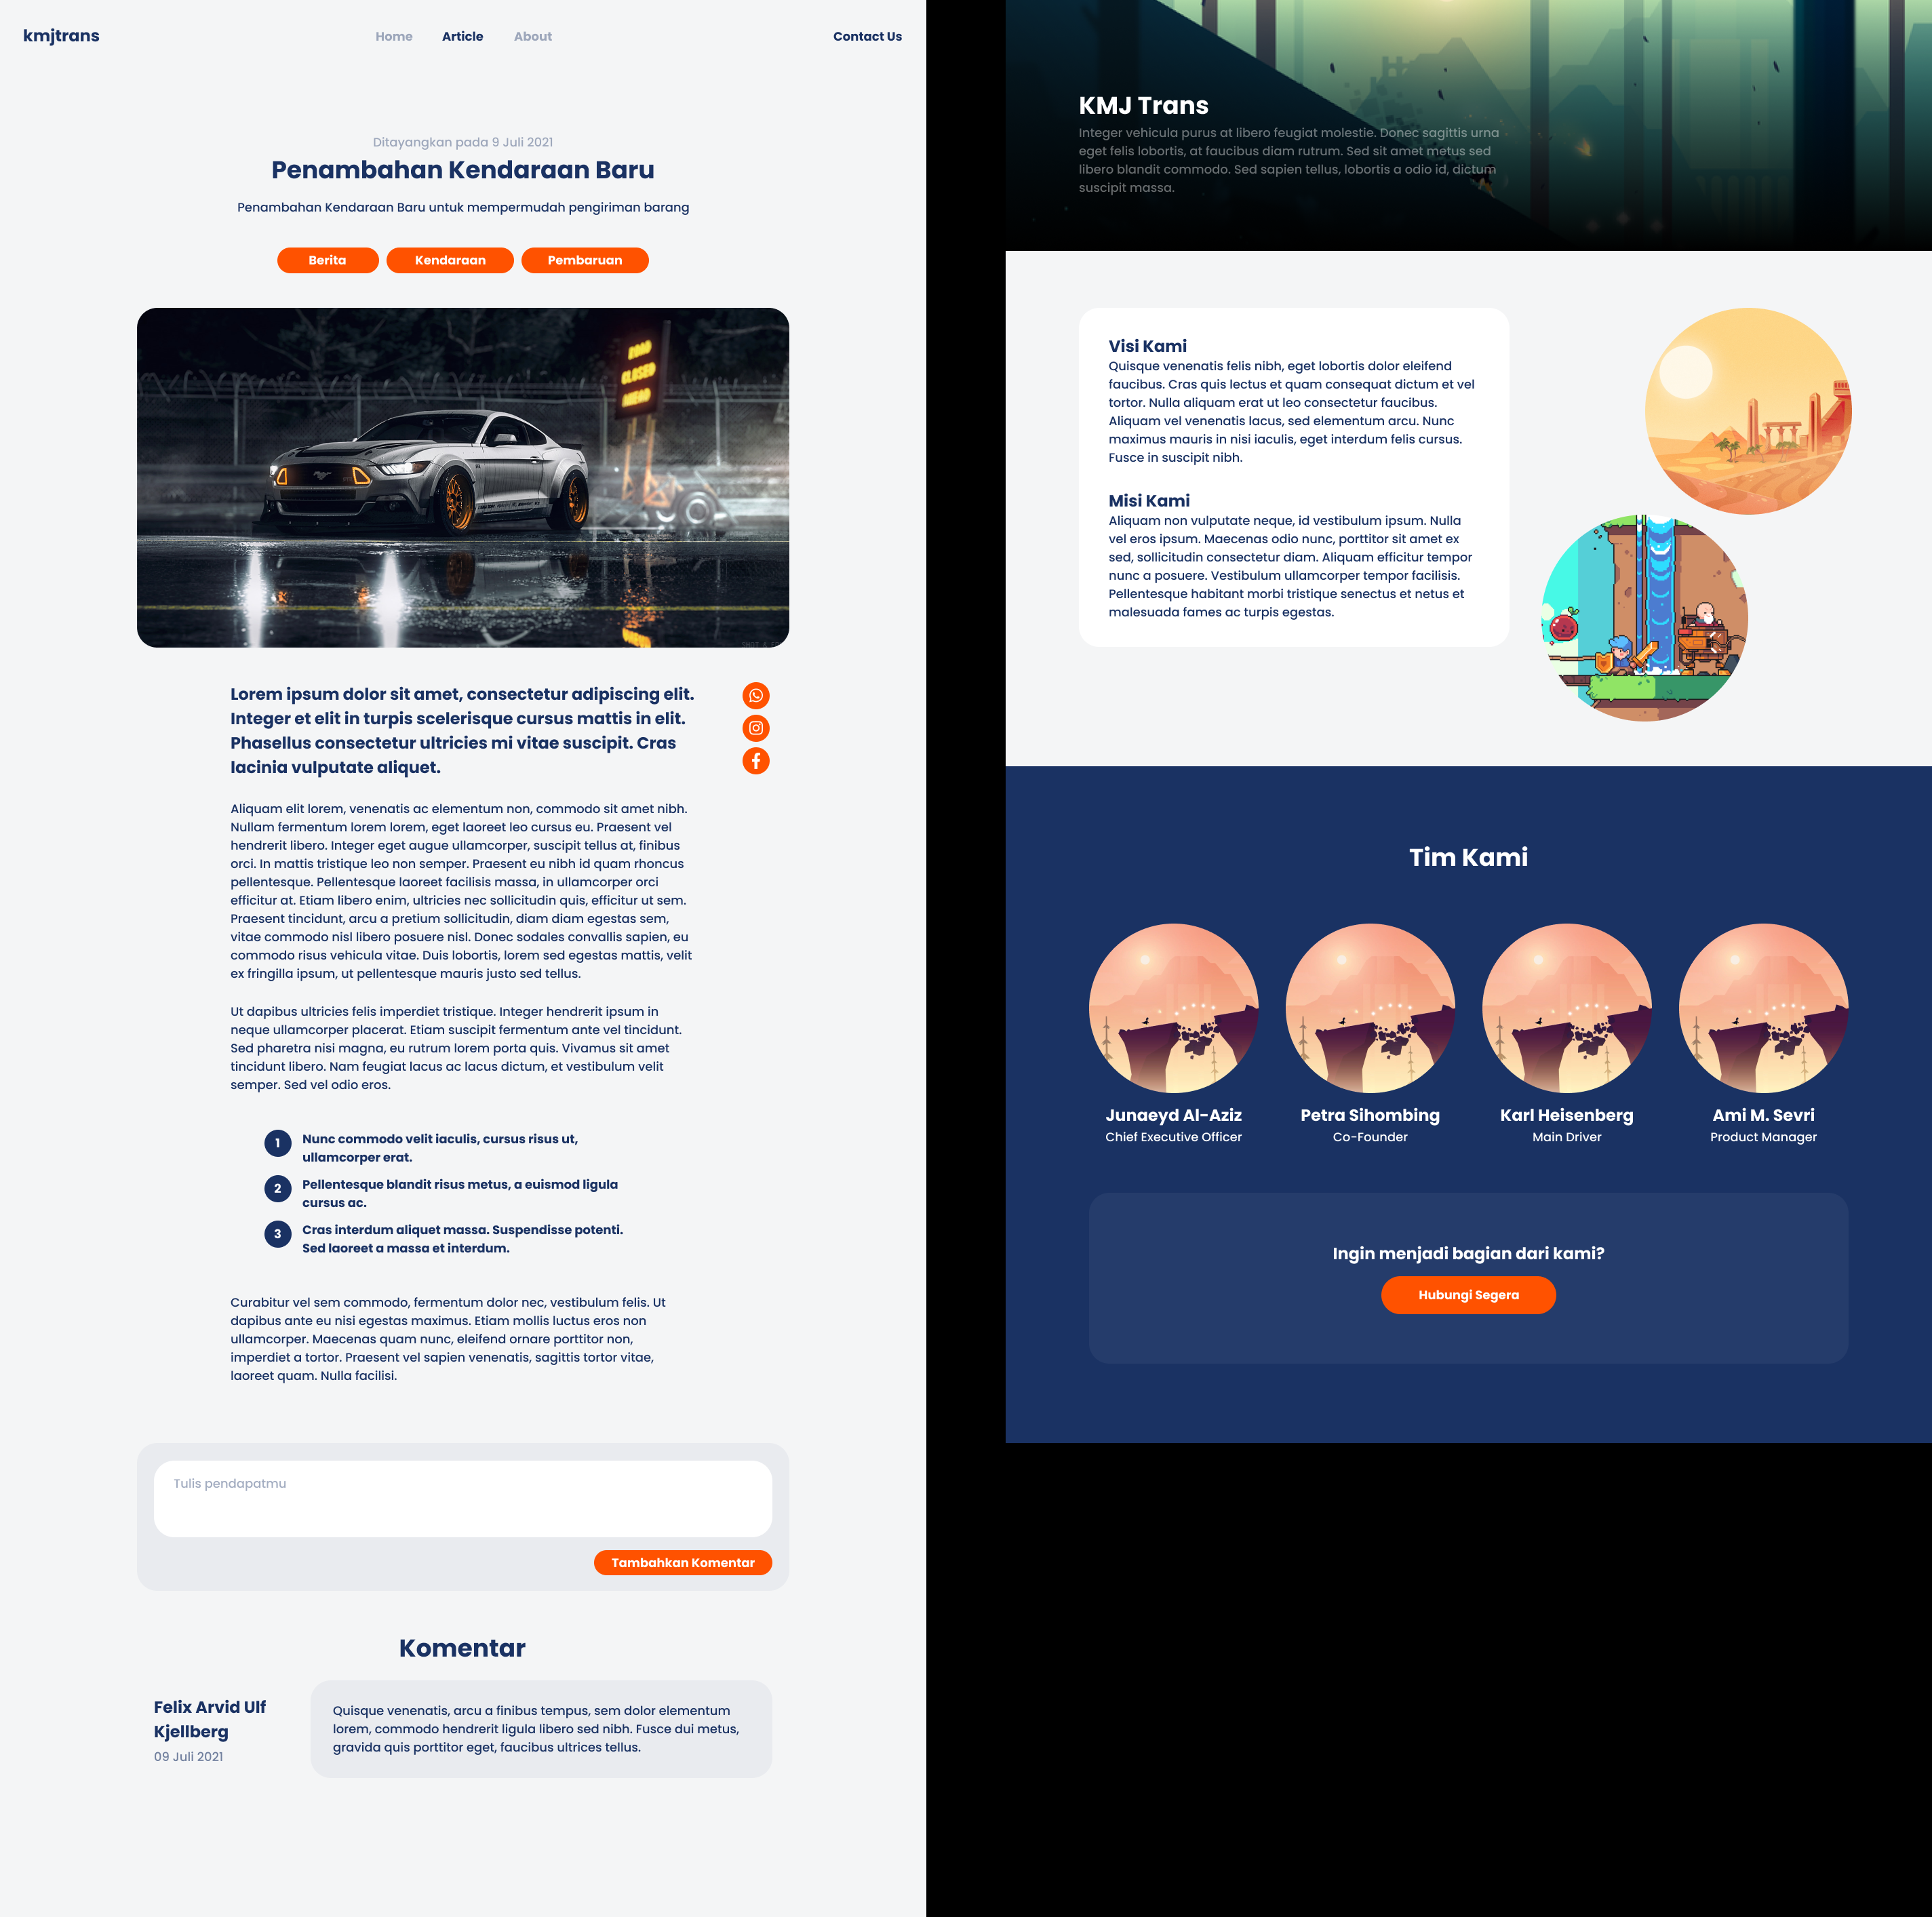 kmjtrans
Home Article About
Contact Us
Ditayangkan pada 9 Juli 2021
Penambahan Kendaraan Baru
Penambahan Kendaraan Baru untuk mempermudah pengiriman barang
Berita Kendaraan Pembaruan
ROAD
CLOSED
AHEAD
Lorem ipsum dolor sit amet, consectetur adipiscing elit.
Integer et elit in turpis scelerisque cursus mattis in elit.
Phasellus consectetur ultricies mi vitae suscipit. Cras
lacinia vulputate aliquet.
Aliquam elit lorem, venenatis ac elementum non, commodo sit amet nibh.
Nullam fermentum lorem lorem, eget laoreet leo cursus eu. Praesent vel
hendrerit libero. Integer eget augue ullamcorper, suscipit tellus at, finibus
orci. In mattis tristique leo non semper. Praesent eu nibh id quam rhoncus
pellentesque. Pellentesque laoreet facilisis massa, in ullamcorper orci
efficitur at. Etiam libero enim, ultricies nec sollicitudin quis, efficitur ut sem.
Praesent tincidunt, arcu a pretium sollicitudin, diam diam egestas sem,
vitae commodo nisl libero posuere nisl. Donec sodales convallis sapien, eu
commodo risus vehicula vitae. Duis lobortis, lorem sed egestas mattis, velit
ex fringilla ipsum, ut pellentesque mauris justo sed tellus.
Ut dapibus ultricies felis imperdiet tristique. Integer hendrerit ipsum in
neque ullamcorper placerat. Etiam suscipit fermentum ante vel tincidunt.
Sed pharetra nisi magna, eu rutrum lorem porta quis. Vivamus sit amet
tincidunt libero. Nam feugiat lacus ac lacus dictum, et vestibulum velit
semper. Sed vel odio eros.
1 Nunc commodo velit iaculis, cursus risus ut,
ullamcorper erat.
2 Pellentesque blandit risus metus, a euismod ligula
cursus ac.
3 Cras interdum aliquet massa. Suspendisse potenti.
Sed laoreet a massa et interdum.
Curabitur vel sem commodo, fermentum dolor nec, vestibulum felis. Ut
dapibus ante eu nisi egestas maximus. Etiam mollis luctus eros non
ullamcorper. Maecenas quam nunc, eleifend ornare porttitor non,
imperdiet a tortor. Praesent vel sapien venenatis, sagittis tortor vitae,
laoreet quam. Nulla facilisi.
Tulis pendapatmu
Tambahkan Komentar
Komentar
Felix Arvid Ulf
Kjellberg
09 Juli 2021
Quisque venenatis, arcu a finibus tempus, sem dolor elementum
lorem, commodo hendrerit ligula libero sed nibh. Fusce dui metus,
gravida quis porttitor eget, faucibus ultrices tellus.
KMJ Trans
Integer vehicula purus at libero feugiat molestie. Donec sagittis urna
eget felis lobortis, at faucibus diam rutrum. Sed sit amet metus sed
libero blandit commodo. Sed sapien tellus, lobortis a odio id, dictum
suscipit massa.
Visi Kami
Quisque venenatis felis nibh, eget lobortis dolor eleifend
faucibus. Cras quis lectus et quam consequat dictum et vel
tortor. Nulla aliquam erat ut leo consectetur faucibus.
Aliquam vel venenatis lacus, sed elementum arcu. Nunc
maximus mauris in nisi iaculis, eget interdum felis cursus.
Fusce in suscipit nibh.
Misi Kami
Aliquam non vulputate neque, id vestibulum ipsum. Nulla
vel eros ipsum. Maecenas odio nunc, porttitor sit amet ex
sed, sollicitudin consectetur diam. Aliquam efficitur tempor
nunc a posuere. Vestibulum ullamcorper tempor facilisis.
Pellentesque habitant morbi tristique senectus et netus et
malesuada fames ac turpis egestas.
Tim Kami
Junaeyd Al-Aziz
Chief Executive Officer
Petra Sihombing
Co-Founder
Karl Heisenberg
Main Driver
Ami M. Sevri
Product Manager
Ingin menjadi bagian dari kami?
Hubungi Segera